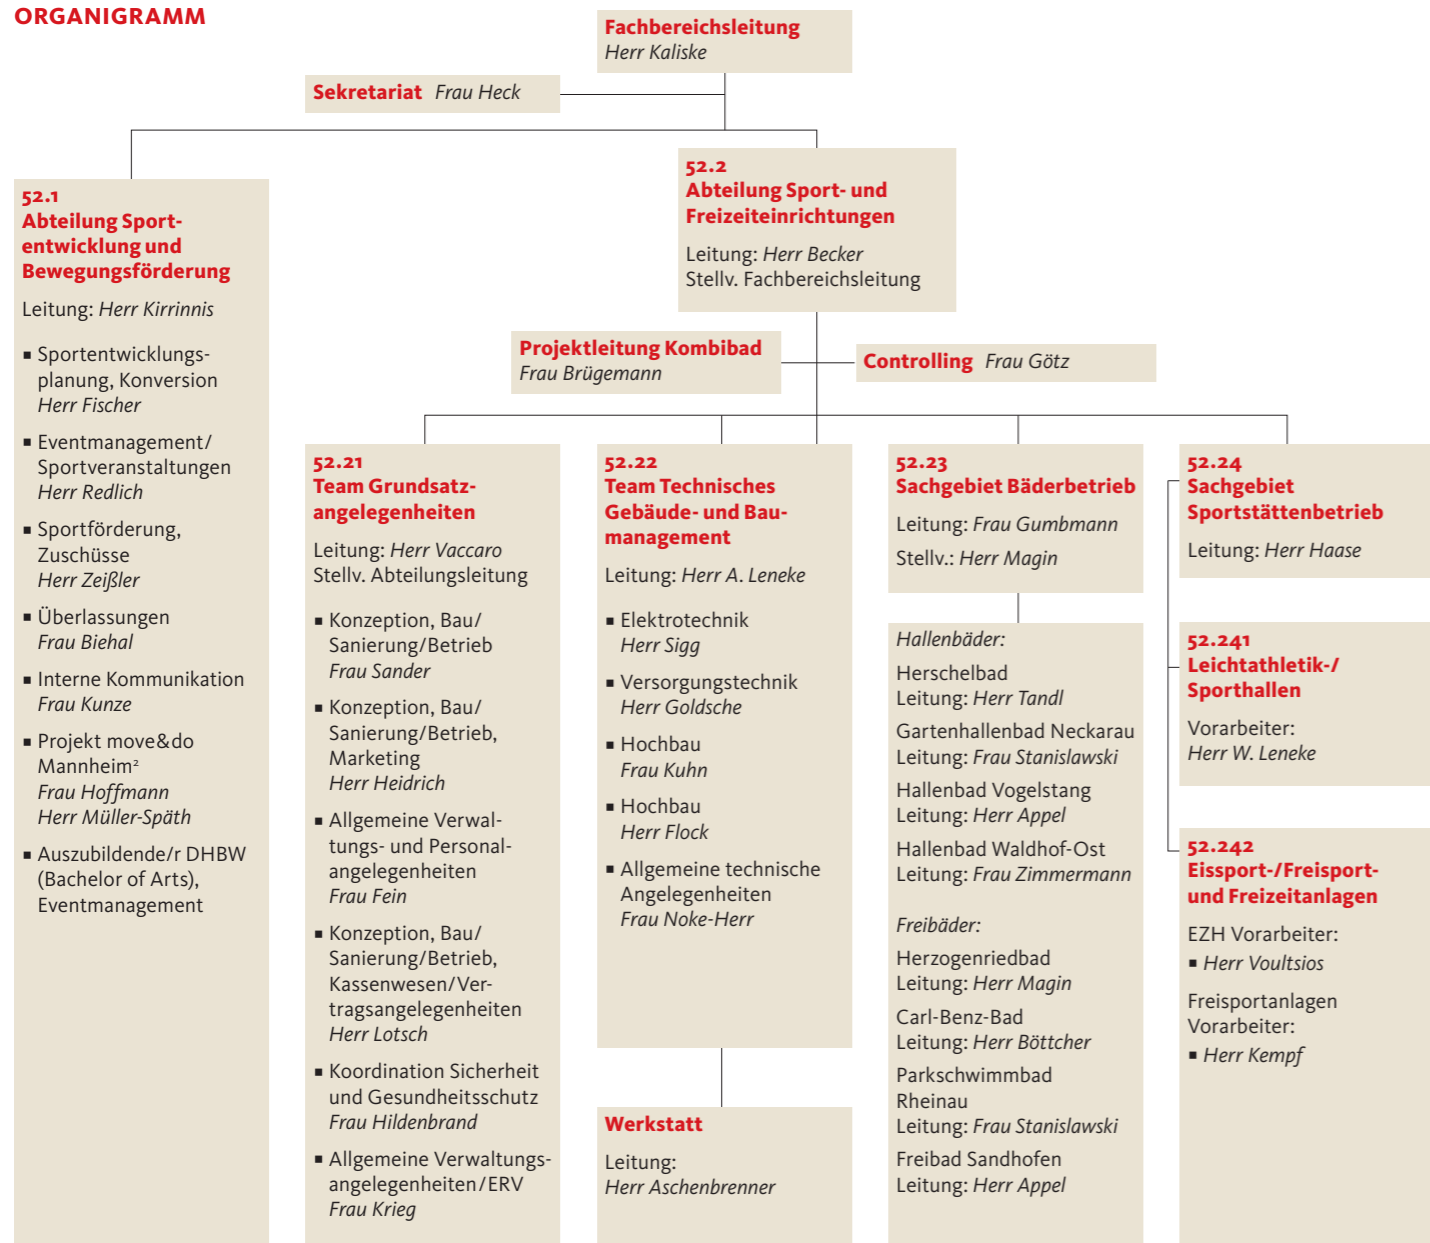 ORGANIGRAMM
Fachbereichsleitung
Herr Kaliske
Sekretariat Frau Heck
52.1
Abteilung Sport-
entwicklung und
Bewegungsförderung
Leitung: Herr Kirrinnis
▪ Sportentwicklungs-
planung, Konversion
Herr Fischer
▪ Eventmanagement/
Sportveranstaltungen
Herr Redlich
▪ Sportförderung,
Zuschüsse
Herr Zeißler
▪ Überlassungen
Frau Biehal
▪ Interne Kommunikation
Frau Kunze
▪ Projekt move&do
Mannheim²
Frau Hoffmann
Herr Müller-Späth
▪ Auszubildende/r DHBW
(Bachelor of Arts),
Eventmanagement
52.2
Abteilung Sport- und
Freizeiteinrichtungen
Leitung: Herr Becker
Stellv. Fachbereichsleitung
Projektleitung Kombibad
Frau Brügemann
Controlling Frau Götz
52.21
Team Grundsatz-
angelegenheiten
Leitung: Herr Vaccaro
Stellv. Abteilungsleitung
▪ Konzeption, Bau/
Sanierung/Betrieb
Frau Sander
▪ Konzeption, Bau/
Sanierung/Betrieb,
Marketing
Herr Heidrich
▪ Allgemeine Verwal-
tungs- und Personal-
angelegenheiten
Frau Fein
▪ Konzeption, Bau/
Sanierung/Betrieb,
Kassenwesen/Ver-
tragsangelegenheiten
Herr Lotsch
▪ Koordination Sicherheit
und Gesundheitsschutz
Frau Hildenbrand
▪ Allgemeine Verwaltungs-
angelegenheiten/ERV
Frau Krieg
52.22
Team Technisches
Gebäude- und Bau-
management
Leitung: Herr A. Leneke
▪ Elektrotechnik
Herr Sigg
▪ Versorgungstechnik
Herr Goldsche
▪ Hochbau
Frau Kuhn
▪ Hochbau
Herr Flock
▪ Allgemeine technische
Angelegenheiten
Frau Noke-Herr
Werkstatt
Leitung:
Herr Aschenbrenner
52.23
Sachgebiet Bäderbetrieb
Leitung: Frau Gumbmann
Stellv.: Herr Magin
Hallenbäder:
Herschelbad
Leitung: Herr Tandl
Gartenhallenbad Neckarau
Leitung: Frau Stanislawski
Hallenbad Vogelstang
Leitung: Herr Appel
Hallenbad Waldhof-Ost
Leitung: Frau Zimmermann
Freibäder:
Herzogenriedbad
Leitung: Herr Magin
Carl-Benz-Bad
Leitung: Herr Böttcher
Parkschwimmbad
Rheinau
Leitung: Frau Stanislawski
Freibad Sandhofen
Leitung: Herr Appel
52.24
Sachgebiet
Sportstättenbetrieb
Leitung: Herr Haase
52.241
Leichtathletik-/
Sporthallen
Vorarbeiter:
Herr W. Leneke
52.242
Eissport-/Freisport-
und Freizeitanlagen
EZH Vorarbeiter:
▪ Herr Voultsios
Freisportanlagen
Vorarbeiter:
▪ Herr Kempf